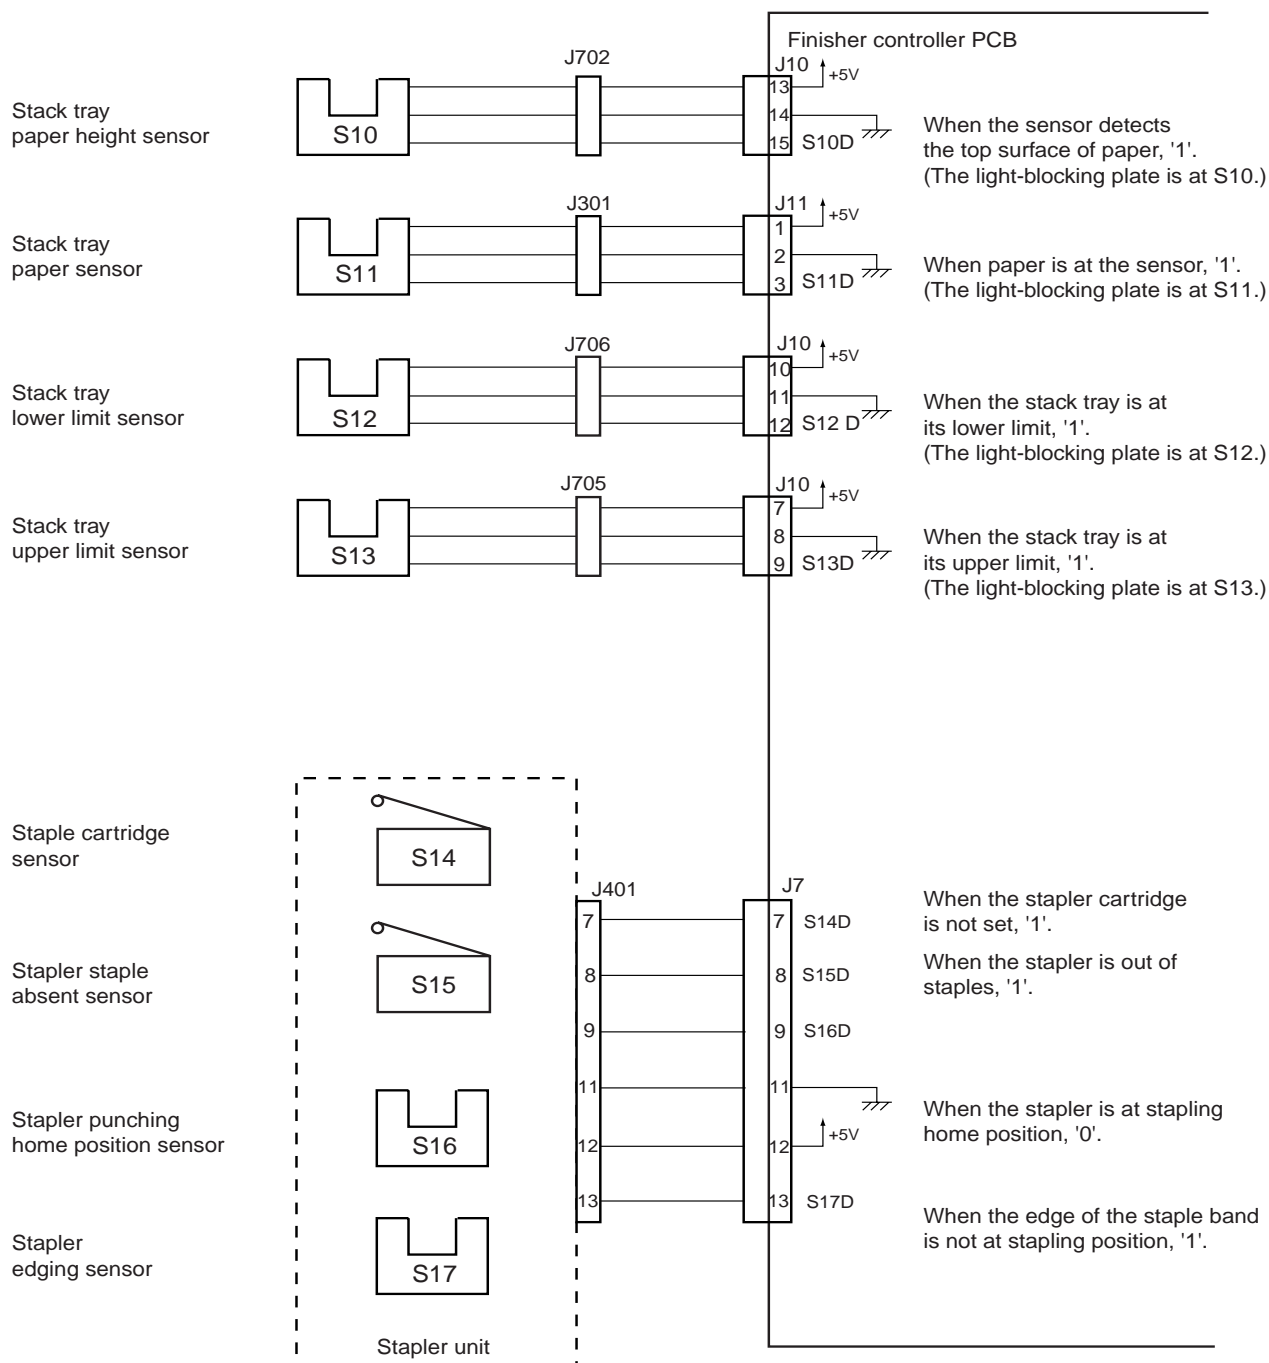 Finisher controller PCB
J702
J10
+5V
Stack tray
paper height sensor
S10
13
14
15
S10D
When the sensor detects
the top surface of paper, '1'.
(The light-blocking plate is at S10.)
J301
J11
+5V
Stack tray
paper sensor
S11
1
2
3
S11D
When paper is at the sensor, '1'.
(The light-blocking plate is at S11.)
J706
J10
+5V
Stack tray
lower limit sensor
S12
10
11
12
S12 D
When the stack tray is at
its lower limit, '1'.
(The light-blocking plate is at S12.)
J705
J10
+5V
Stack tray
upper limit sensor
S13
7
8
9
S13D
When the stack tray is at
its upper limit, '1'.
(The light-blocking plate is at S13.)
Staple cartridge
sensor
S14
J401
J7
7
7
S14D
When the stapler cartridge
is not set, '1'.
Stapler staple
absent sensor
S15
8
8
S15D
When the stapler is out of
staples, '1'.
9
9
S16D
11
11
Stapler punching
home position sensor
S16
12
12
+5V
When the stapler is at stapling
home position, '0'.
13
13
S17D
Stapler
edging sensor
S17
When the edge of the staple band
is not at stapling position, '1'.
Stapler unit